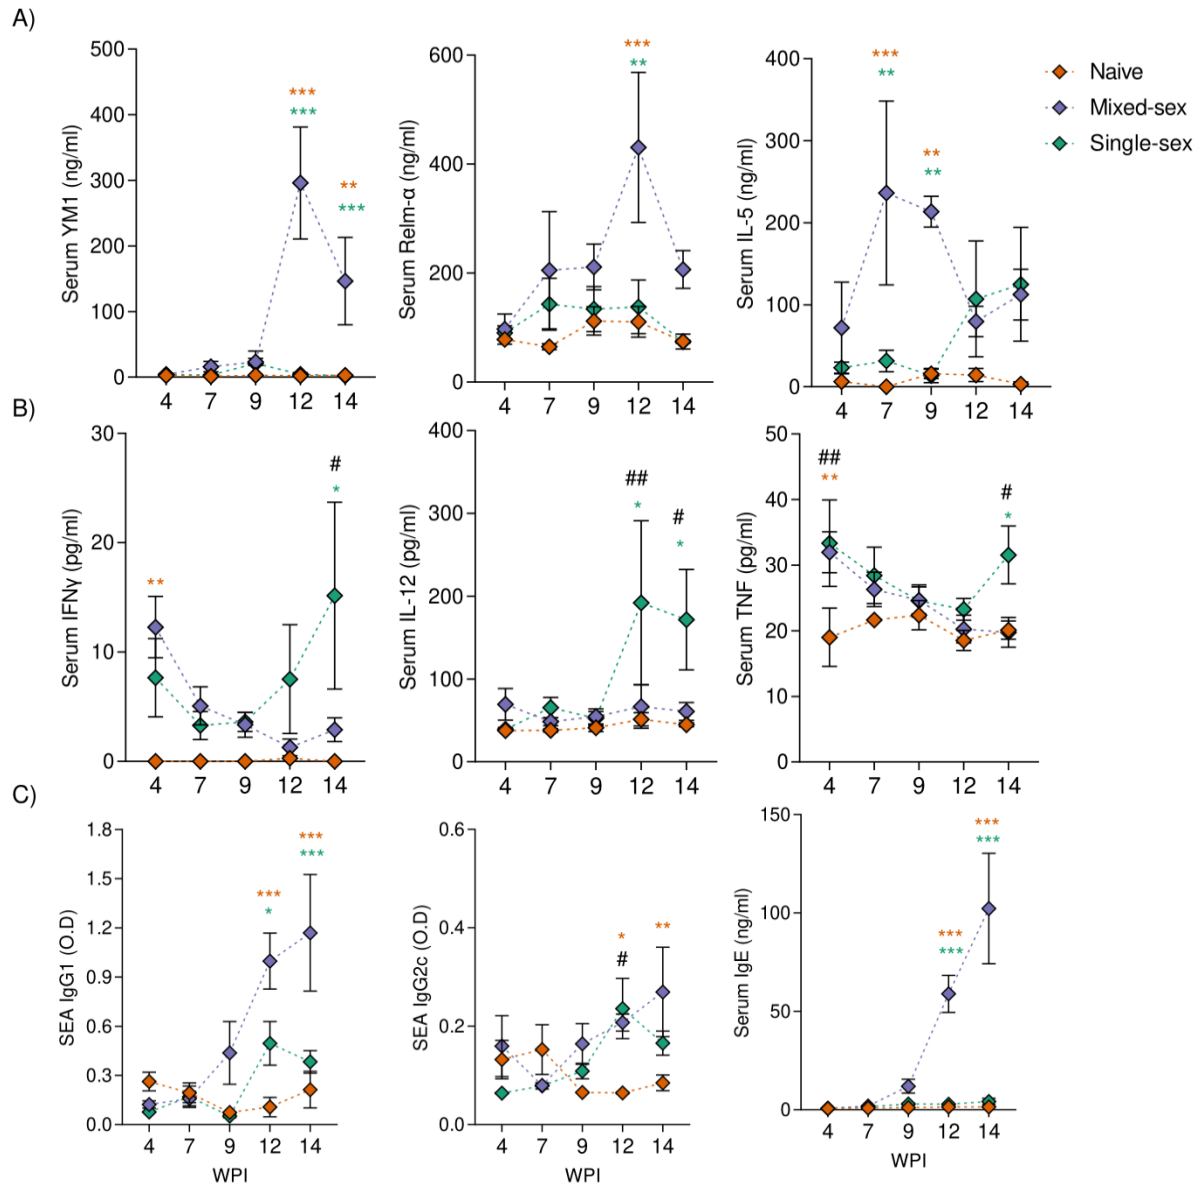 A)
Serum YM1 (ng/ml)
500
400
300
200
100
0
4 7 9 12 14
***
***
**
***
Serum Relm-α (ng/ml)
600
400
200
0
4 7 9 12 14
***
**
Serum IL-5 (ng/ml)
400
300
200
100
0
4 7 9 12 14
***
**
**
**
Naive
Mixed-sex
Single-sex
B)
Serum IFNγ (pg/ml)
30
20
10
0
4 7 9 12 14
**
#
*
Serum IL-12 (pg/ml)
400
300
200
100
0
4 7 9 12 14
##
*
#
*
Serum TNF (pg/ml)
50
40
30
20
10
0
4 7 9 12 14
##
**
#
*
C)
SEA IgG1 (O.D)
1.8
1.5
1.2
0.9
0.6
0.3
0.0
4 7 9 12 14
WPI
***
*
***
***
SEA IgG2c (O.D)
0.6
0.4
0.2
0.0
4 7 9 12 14
WPI
*
#
**
Serum IgE (ng/ml)
150
100
50
0
4 7 9 12 14
WPI
***
***
***
***